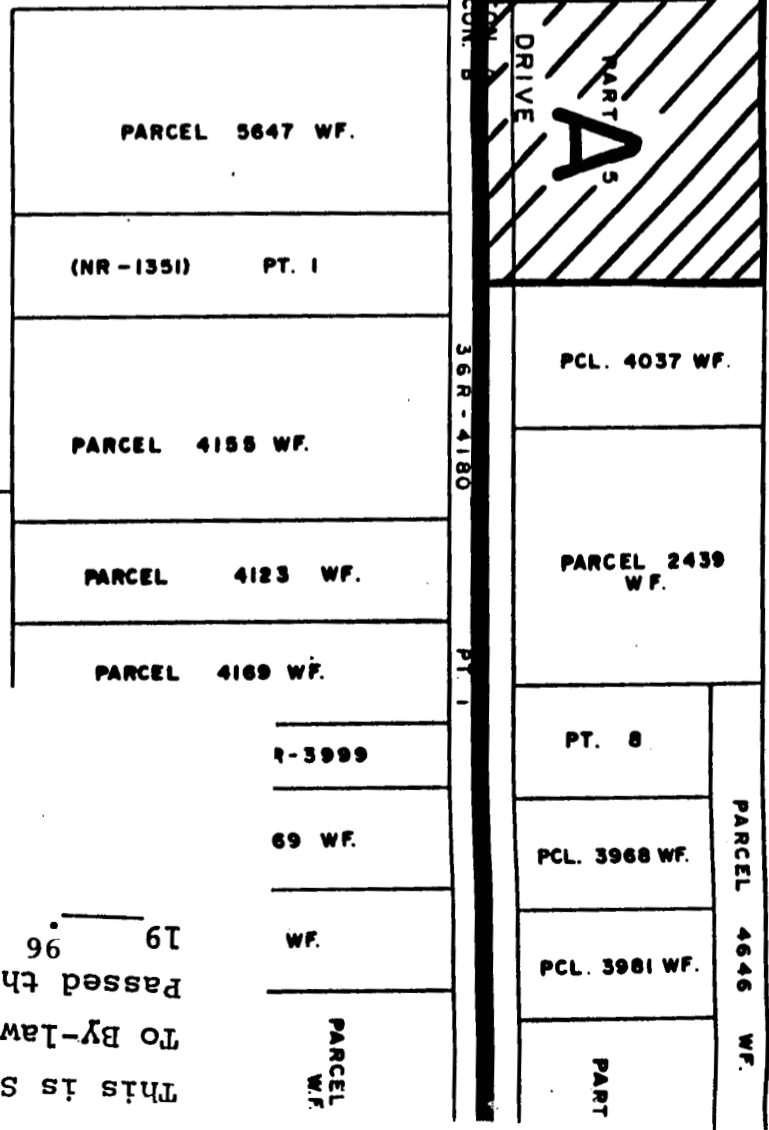 PARCEL 5647 WF.
(NR-1351) PT. 1
PARCEL 4155 WF.
PARCEL 4123 WF.
PARCEL 4169 WF.
R-3999
69 WF.
WF.
PARCEL
WF.
CON. B
36R-4180
PT. 1
DRIVE
PART 5
A
PCL. 4037 WF.
PARCEL 2439
WF.
PT. 8
PCL. 3968 WF.
PCL. 3981 WF.
PART
PARCEL 4646 WF.
This is S
To By-law
Passed th
19 96.